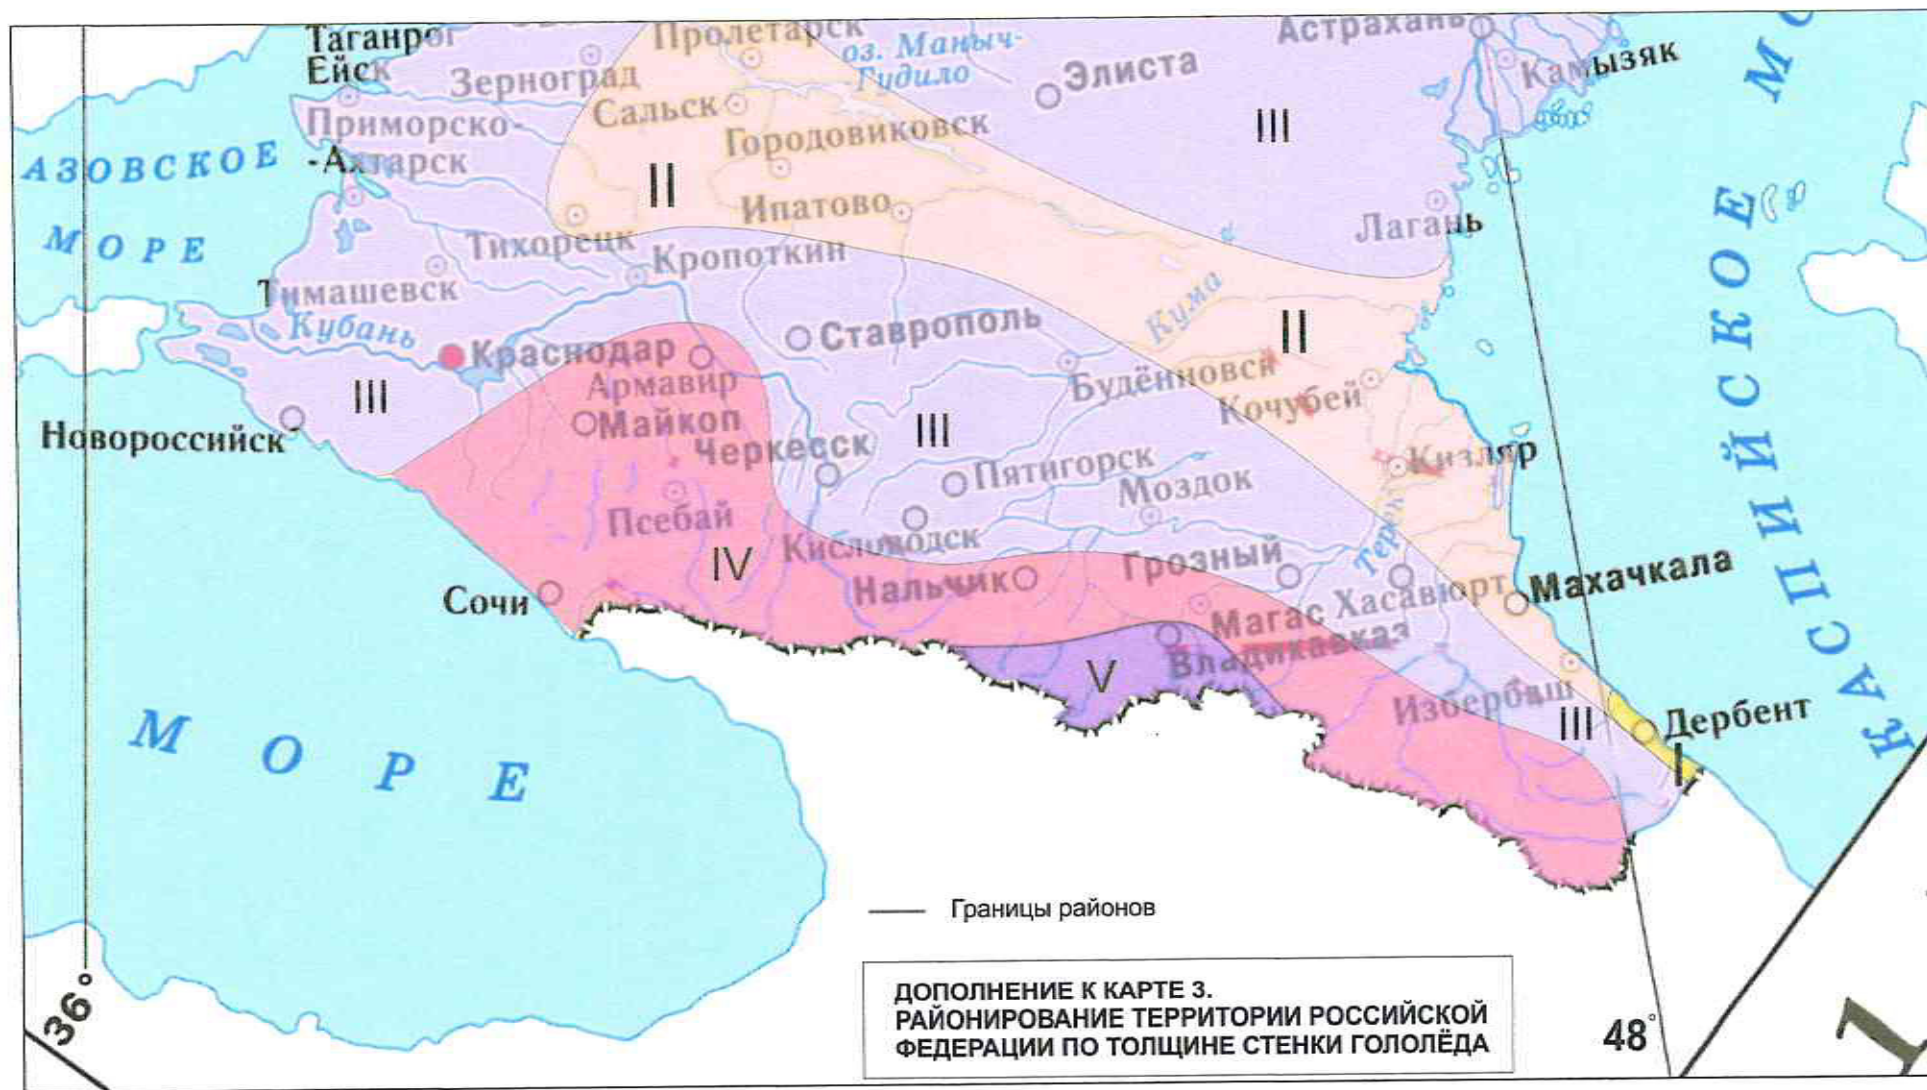 Таганрог
Ейск
Зерноград
Пролетарск
оз. Маныч-
Гудило
Элиста
Астрахань
Камызяк
Сальск
Приморско-
-Ахтарск
Городовиковск
III
АЗОВСКОЕ
МОРЕ
II
Ипатово
Лагань
Тихорецк
Кропоткин
Тимашевск
Кубань
Краснодар
Ставрополь
Кума
II
Армавир
Будённовск
Кочубей
III
Новороссийск
Майкоп
Черкесск
III
Пятигорск
Моздок
Кизляр
Псебай
Кисловодск
Терек
IV
Сочи
Нальчик
Грозный
Магас
Хасавюрт
Махачкала
Владикавказ
V
Избербаш
III
Дербент
I
КАСПИЙСКОЕ МО
МОРЕ
Границы районов
ДОПОЛНЕНИЕ К КАРТЕ 3.
РАЙОНИРОВАНИЕ ТЕРРИТОРИИ РОССИЙСКОЙ
ФЕДЕРАЦИИ ПО ТОЛЩИНЕ СТЕНКИ ГОЛОЛЁДА
36°
48°
1